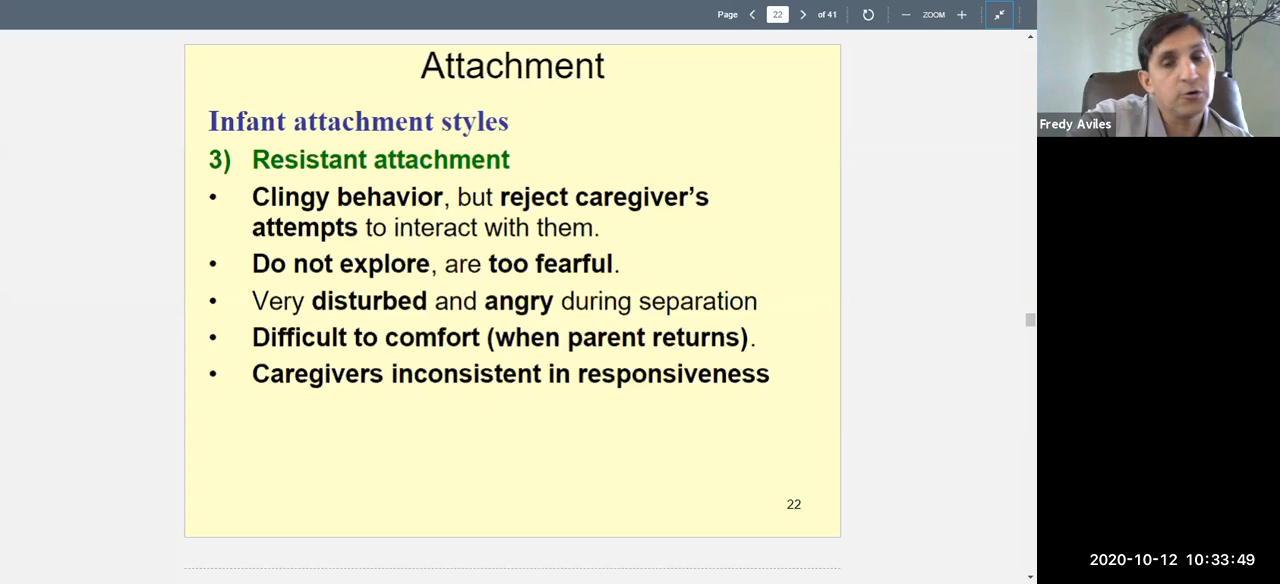 Page 22 of 41 ZOOM
Attachment
Infant attachment styles
3) Resistant attachment
• Clingy behavior, but reject caregiver’s
attempts to interact with them.
• Do not explore, are too fearful.
• Very disturbed and angry during separation
• Difficult to comfort (when parent returns).
• Caregivers inconsistent in responsiveness
22
Fredy Aviles
2020-10-12 10:33:49